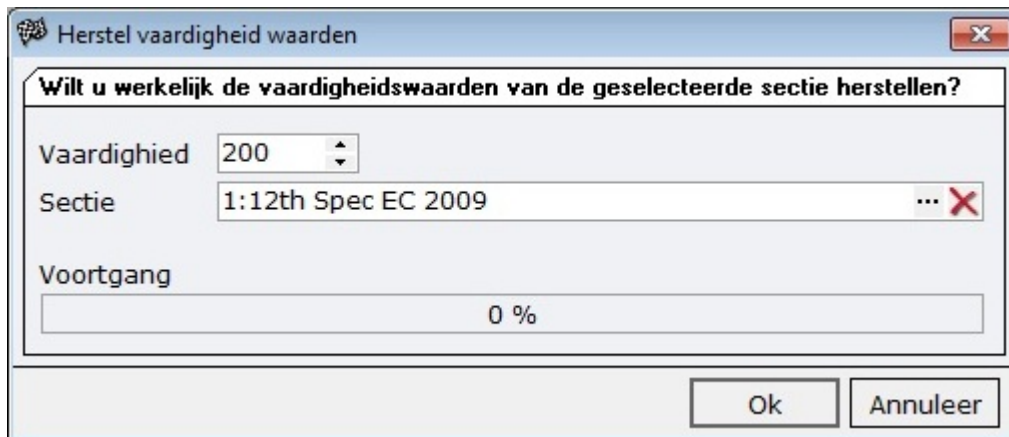 Herstel vaardigheid waarden
Wilt u werkelijk de vaardigheidswaarden van de geselecteerde sectie herstellen?
Vaardighied 200
Sectie 1:12th Spec EC 2009 ...
Voortgang
0 %
Ok Annuleer